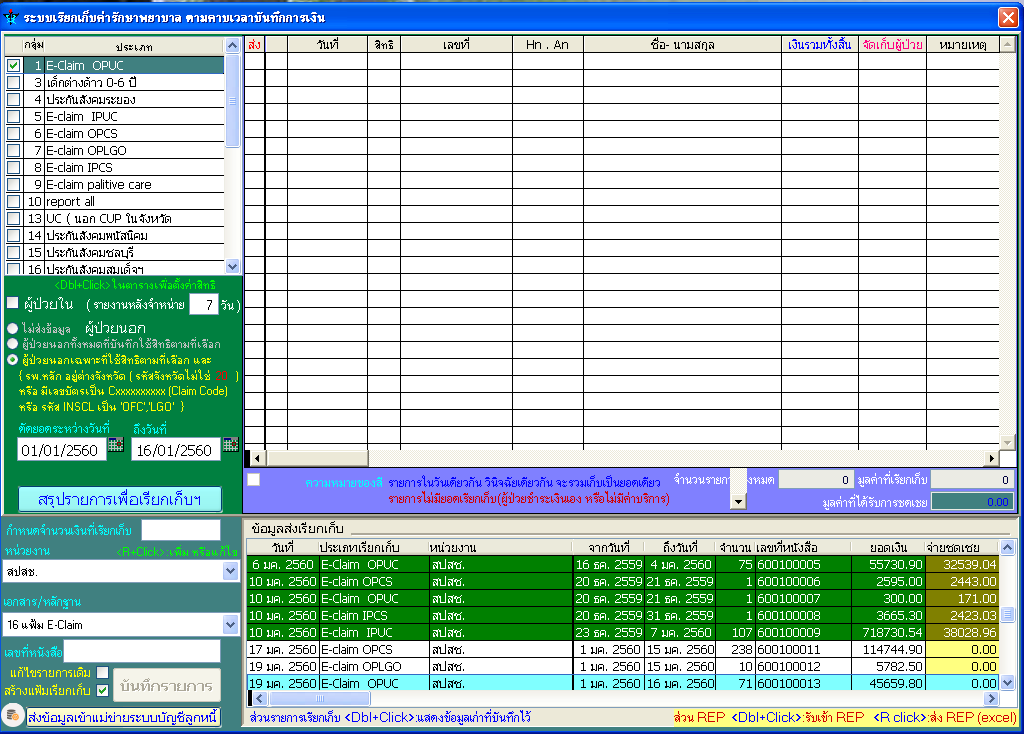 ระบบเรียกเก็บค่ารักษาพยาบาล ตามคาบเวลาบันทึกการเงิน
กลุ่ม ประเภท
1 E-Claim OPUC
3 เด็กต่างด้าว 0-6 ปี
4 ประกันสังคมระยอง
5 E-claim IPUC
6 E-claim OPCS
7 E-claim OPLGO
8 E-claim IPCS
9 E-claim palitive care
10 report all
13 UC ( นอก CUP ในจังหวัด
14 ประกันสังคมพนัสนิคม
15 ประกันสังคมชลบุรี
16 ประกันสังคมสมเด็จฯ
ส่ง วันที่ สิทธิ เลขที่ Hn . An ชื่อ- นามสกุล เงินรวมทั้งสิ้น จัดเก็บผู้ป่วย หมายเหตุ
<Dbl+Click> ในตารางเพื่อตั้งค่าสิทธิ
ผู้ป่วยใน ( รายงานหลังจำหน่าย 7 วัน )
ไม่ส่งข้อมูล ผู้ป่วยนอก
ผู้ป่วยนอกทั้งหมดที่บันทึกใช้สิทธิตามที่เลือก
ผู้ป่วยนอกเฉพาะที่ใช้สิทธิตามที่เลือก และ
{ รพ.หลัก อยู่ต่างจังหวัด ( รหัสจังหวัดไม่ใช่ 20 )
หรือ มีเลขบัตรเป็น Cxxxxxxxxxx (Claim Code)
หรือ รหัส INSCL เป็น 'OFC','LGO' }
ตัดยอดระหว่างวันที่ ถึงวันที่
01/01/2560 16/01/2560
สรุปรายการเพื่อเรียกเก็บฯ
ความหมายของสี รายการในวันเดียวกัน วินิจฉัยเดียวกัน จะรวมเก็บเป็นยอดเดียว
รายการไม่มียอดเรียกเก็บ(ผู้ป่วยชำระเงินเอง หรือไม่มีค่าบริการ)
จำนวนรายการ งหมด 0 มูลค่าที่เรียกเก็บ 0
มูลค่าที่ได้รับการชดเชย 0.00
กำหนดจำนวนเงินที่เรียกเก็บ
หน่วยงาน <R+Click> :เพิ่ม หรือแก้ไข
สปสช.
เอกสาร/หลักฐาน
16 แฟ้ม E-Claim
เลขที่หนังสือ
แก้ไขรายการเดิม
สร้างแฟ้มเรียกเก็บ บันทึกรายการ
ส่งข้อมูลเข้าแม่ข่ายระบบบัญชีลูกหนี้
ข้อมูลส่งเรียกเก็บ
วันที่ ประเภทเรียกเก็บ หน่วยงาน จากวันที่ ถึงวันที่ จำนวน เลขที่หนังสือ ยอดเงิน จ่ายชดเชย
6 มค. 2560 E-Claim OPUC สปสช. 16 ธค. 2559 4 มค. 2560 75 600100005 55730.90 32539.04
10 มค. 2560 E-claim OPCS สปสช. 20 ธค. 2559 21 ธค. 2559 1 600100006 2595.00 2443.00
10 มค. 2560 E-Claim OPUC สปสช. 20 ธค. 2559 21 ธค. 2559 1 600100007 300.00 171.00
10 มค. 2560 E-claim IPCS สปสช. 20 ธค. 2559 31 ธค. 2559 1 600100008 3665.30 2423.03
10 มค. 2560 E-claim IPUC สปสช. 23 ธค. 2559 7 มค. 2560 107 600100009 718730.54 38028.96
17 มค. 2560 E-claim OPCS สปสช. 1 มค. 2560 15 มค. 2560 238 600100011 114744.90 0.00
19 มค. 2560 E-claim OPLGO สปสช. 1 มค. 2560 15 มค. 2560 10 600100012 5782.50 0.00
19 มค. 2560 E-Claim OPUC สปสช. 1 มค. 2560 16 มค. 2560 71 600100013 45659.80 0.00
ส่วนรายการเรียกเก็บ <Dbl+Click>:แสดงข้อมูลเก่าที่บันทึกไว้ ส่วน REP <Dbl+Click>:รับเข้า REP <R click>:ส่ง REP (excel)